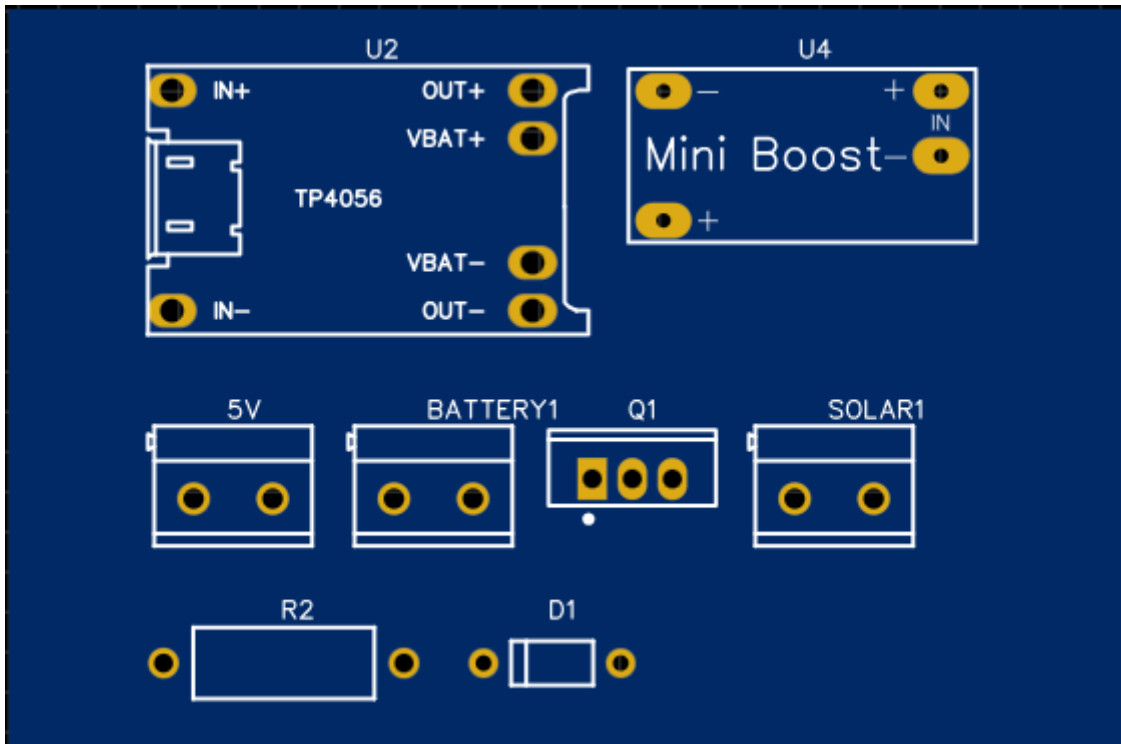 U2
U4
IN+
OUT+
VBAT+
TP4056
VBAT−
IN−
OUT−
−
+
IN
Mini Boost−
+
5V
BATTERY1
Q1
SOLAR1
R2
D1